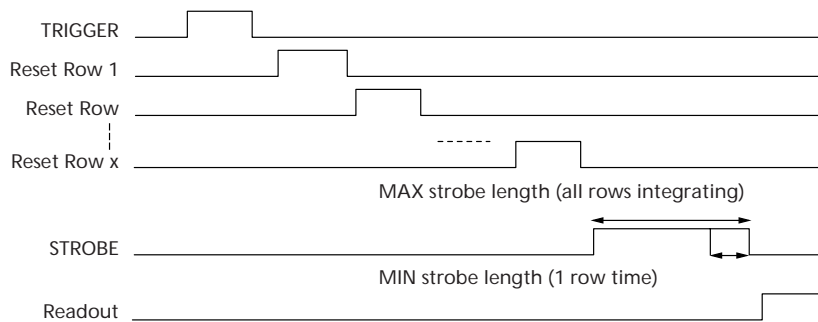 TRIGGER
Reset Row 1
Reset Row
Reset Row x
MAX strobe length (all rows integrating)
STROBE
MIN strobe length (1 row time)
Readout